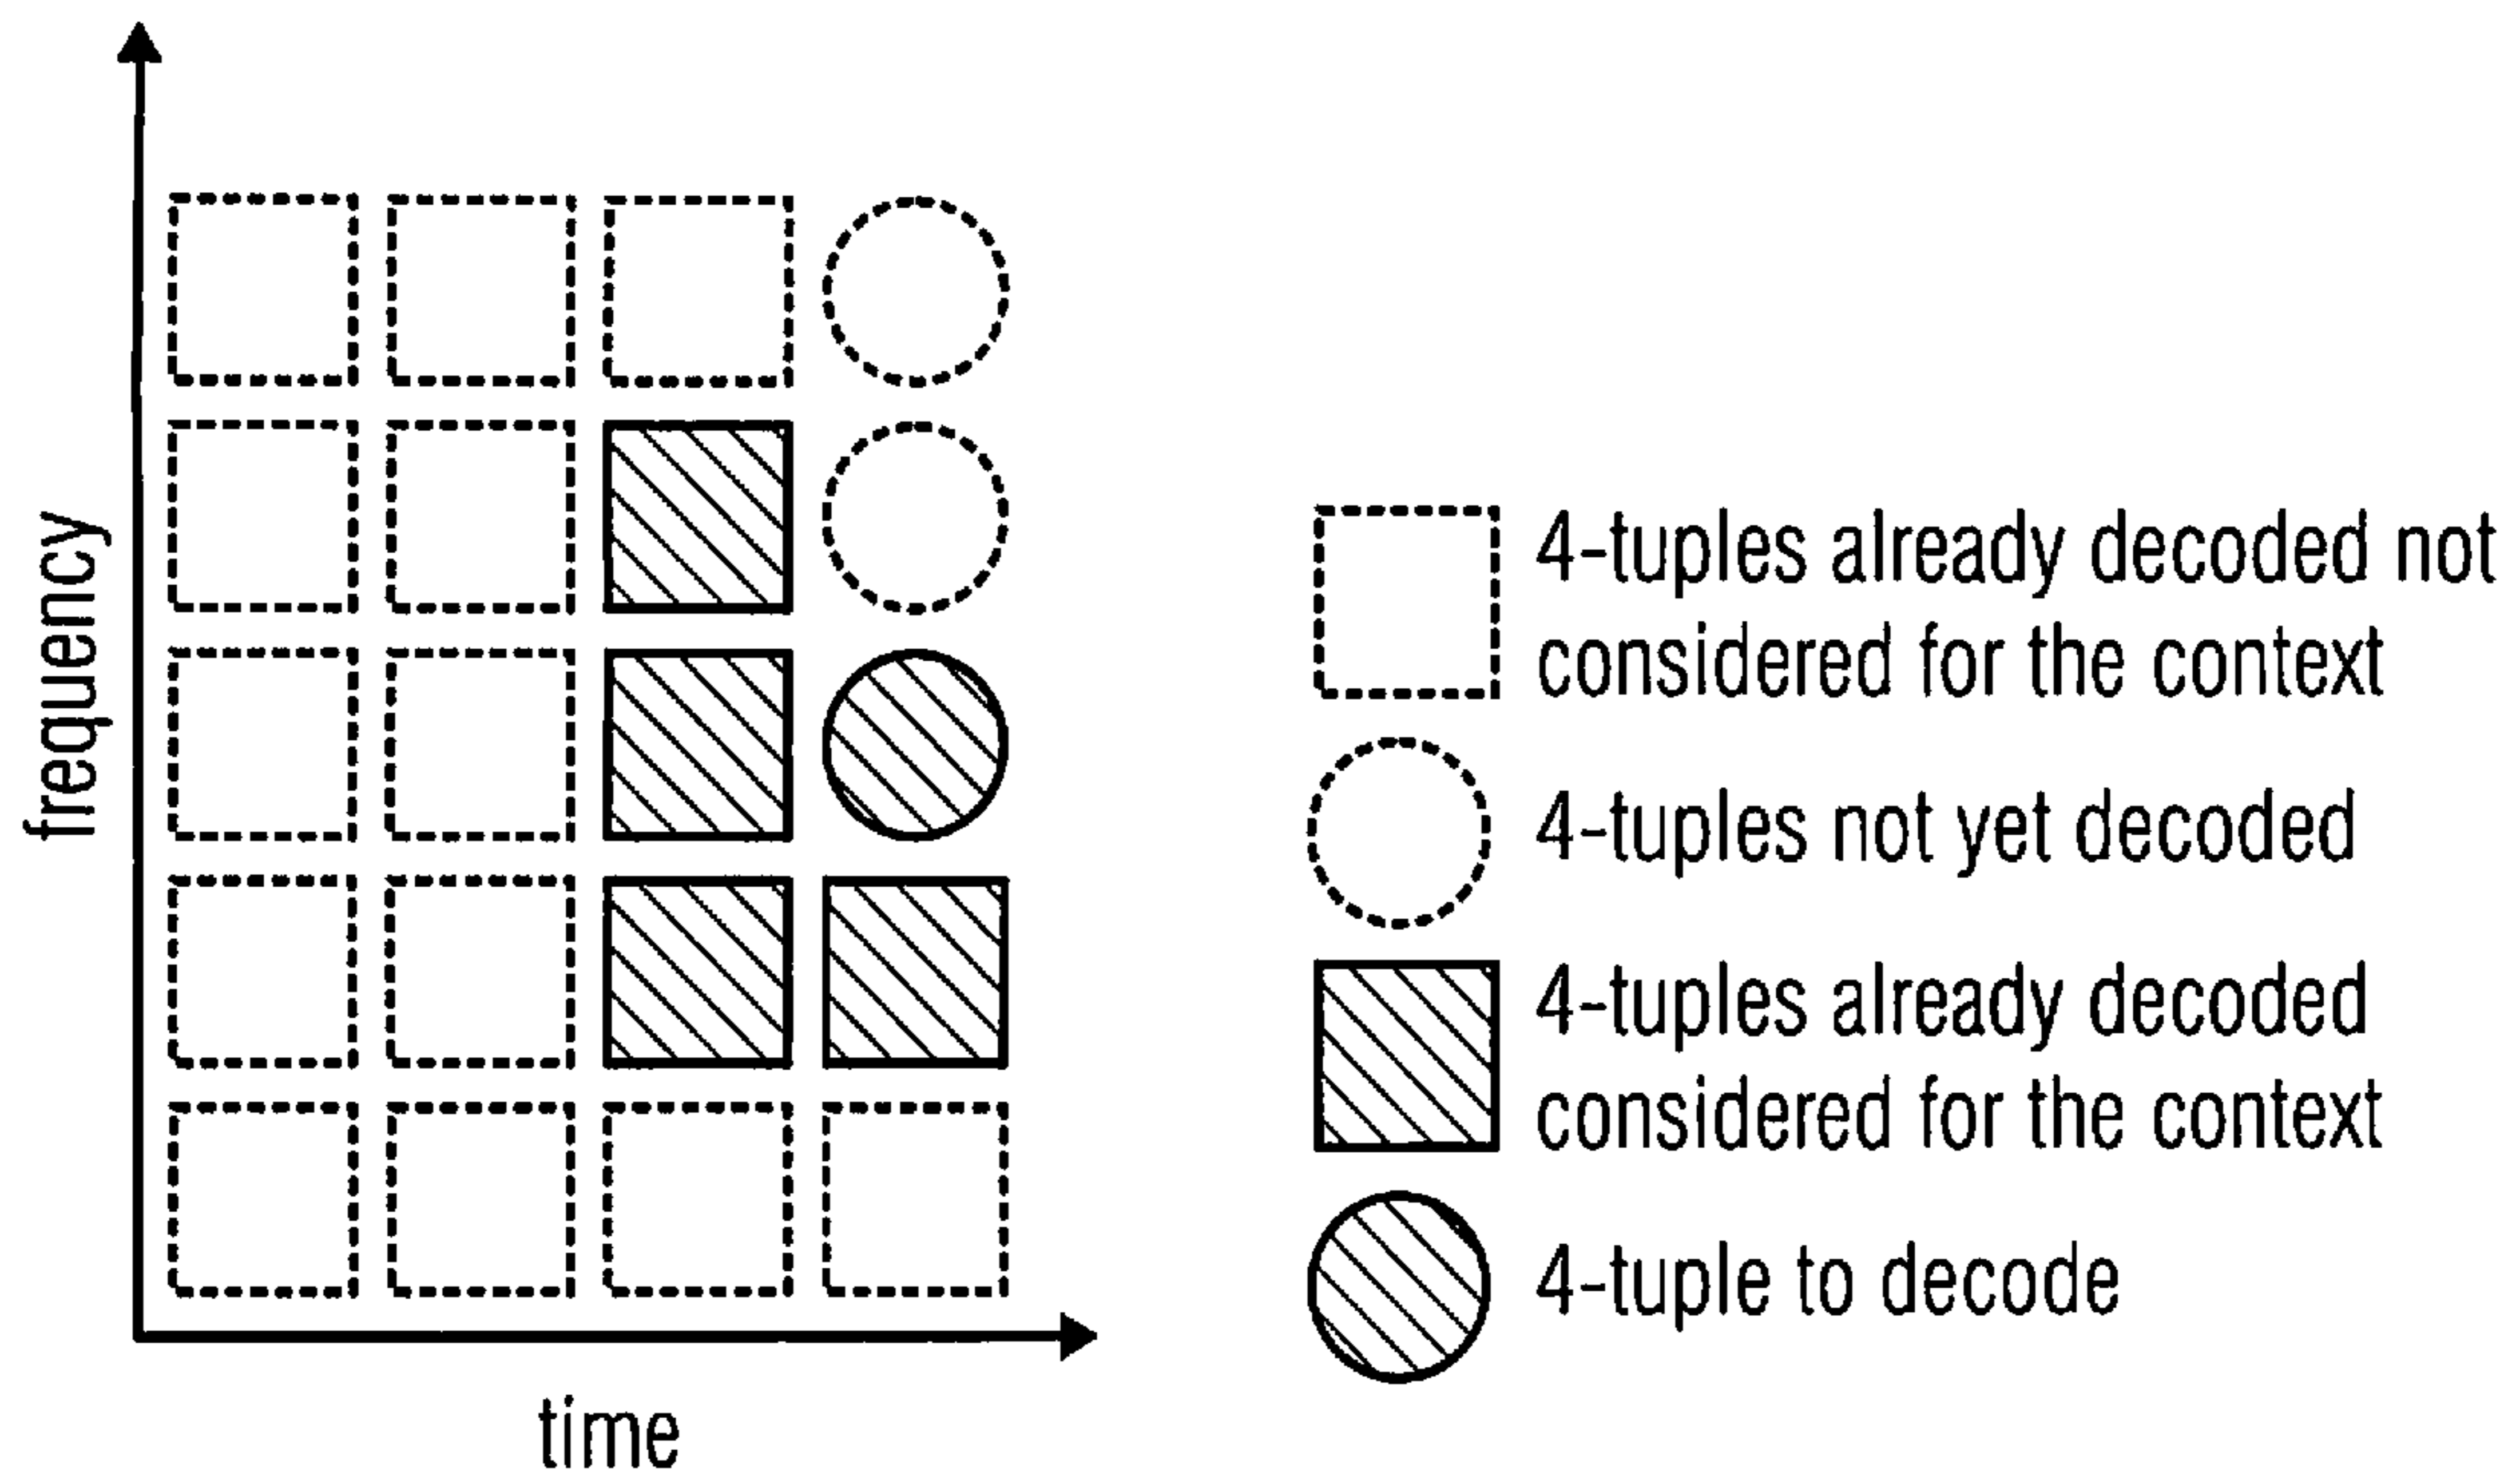 frequency
time
4-tuples already decoded not
considered for the context
4-tuples not yet decoded
4-tuples already decoded
considered for the context
4-tuple to decode